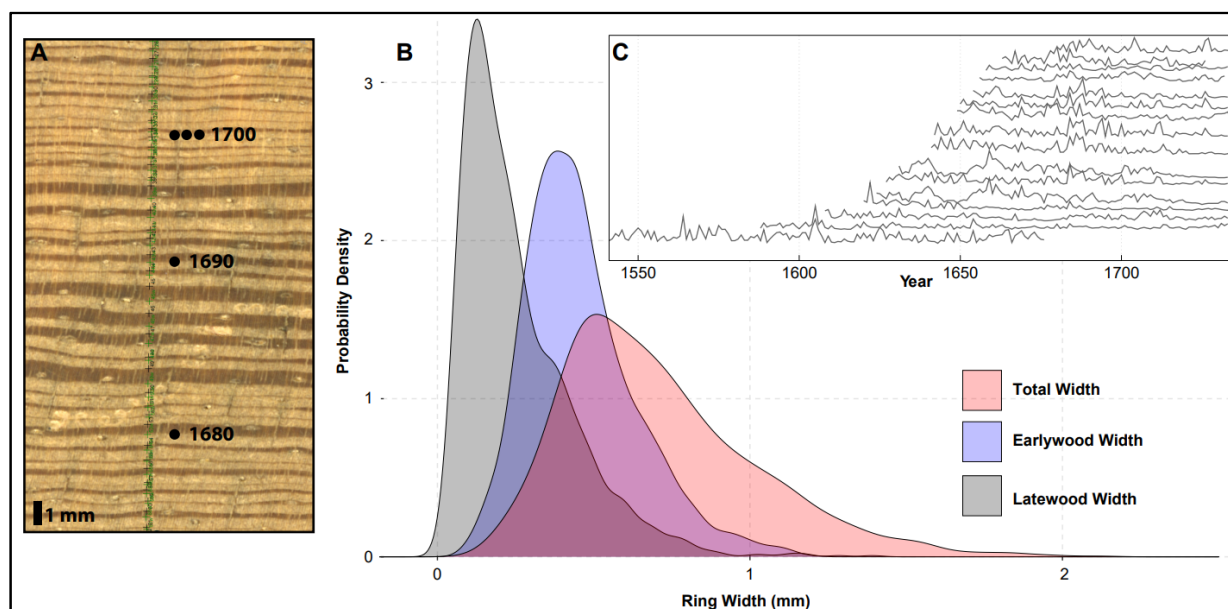 A
1700
1690
1680
1 mm
B
Probability Density
3
2
1
0
0
1
2
Ring Width (mm)
Total Width
Earlywood Width
Latewood Width
C
1550
1600
1650
1700
Year